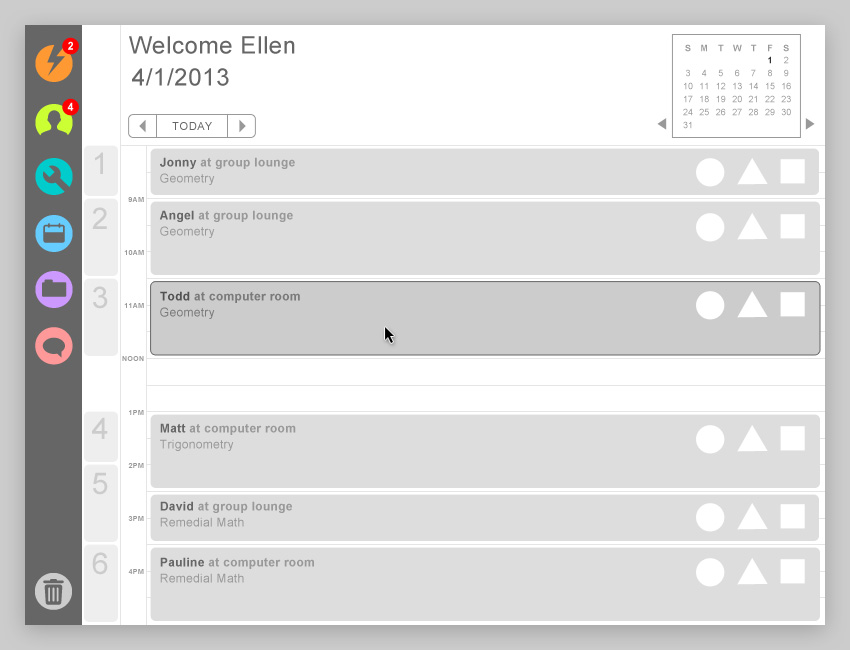 2
4
Welcome Ellen
4/1/2013
TODAY
S M T W T F S
1 2
3 4 5 6 7 8 9
10 11 12 13 14 15 16
17 18 19 20 21 22 23
24 25 26 27 28 29 30
31
1
Jonny at group lounge
Geometry
9AM
2
Angel at group lounge
Geometry
10AM
3
Todd at computer room
Geometry
11AM
NOON
1PM
4
Matt at computer room
Trigonometry
2PM
5
David at group lounge
Remedial Math
3PM
6
Pauline at computer room
Remedial Math
4PM